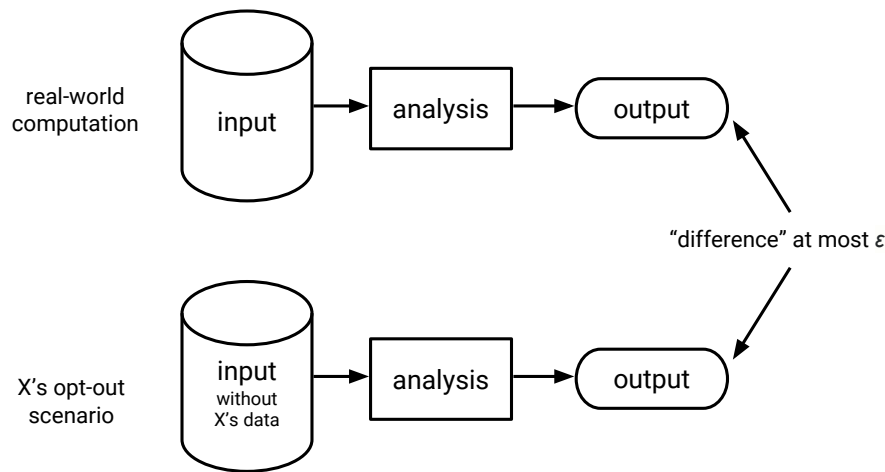 real-world
computation
input
analysis
output
“difference” at most ε
X’s opt-out
scenario
input
without
X’s data
analysis
output